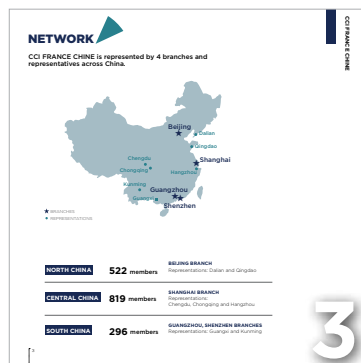 NETWORK
CCI FRANCE CHINE
CCI FRANCE CHINE is represented by 4 branches and
representatives across China.
Beijing
Dalian
Qingdao
Shanghai
Chengdu
Chongqing
Hangzhou
Kunming
Guangzhou
Guangxi
Shenzhen
BRANCHES
REPRESENTATIONS
NORTH CHINA 522 members
BEIJING BRANCH
Representations: Dalian and Qingdao
CENTRAL CHINA 819 members
SHANGHAI BRANCH
Representations:
Chengdu, Chongqing and Hangzhou
SOUTH CHINA 296 members
GUANGZHOU, SHENZHEN BRANCHES
Representations: Guangxi and Kunming
3